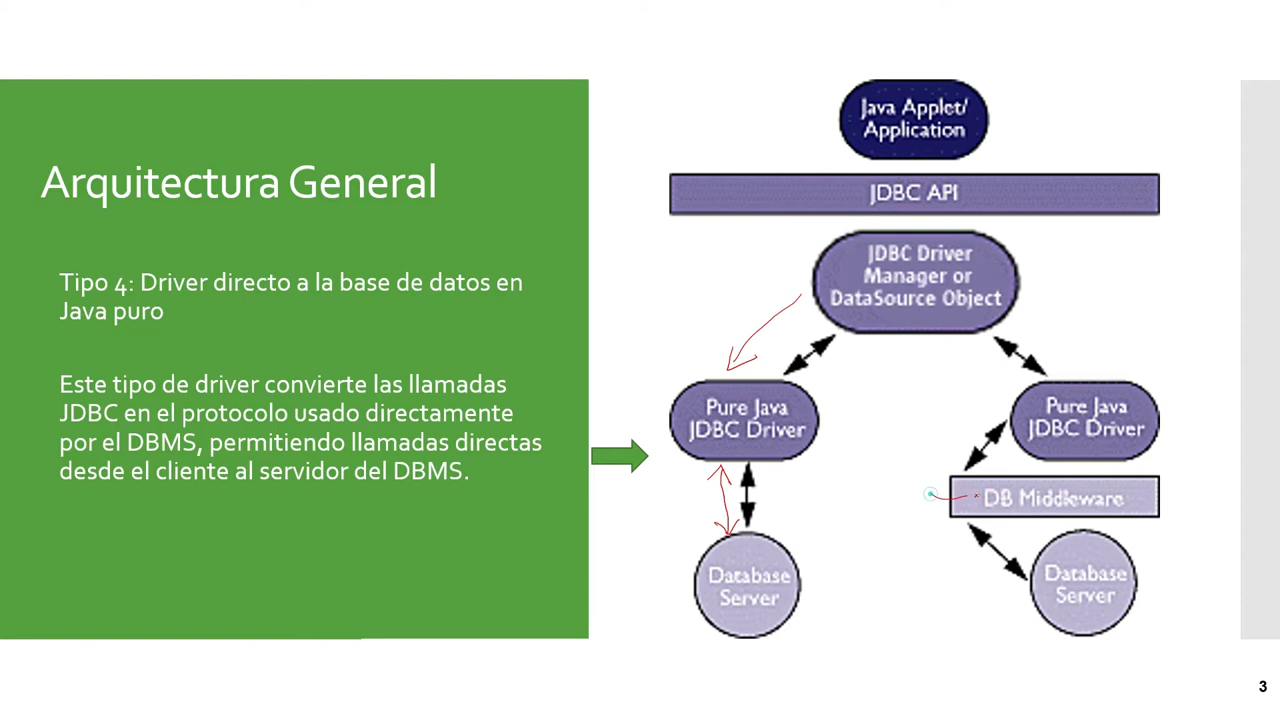 Arquitectura General
Tipo 4: Driver directo a la base de datos en
Java puro
Este tipo de driver convierte las llamadas
JDBC en el protocolo usado directamente
por el DBMS, permitiendo llamadas directas
desde el cliente al servidor del DBMS.
Java Applet/
Application
JDBC API
JDBC Driver
Manager or
DataSource Object
Pure Java
JDBC Driver
Pure Java
JDBC Driver
DB Middleware
Database
Server
Database
Server
3